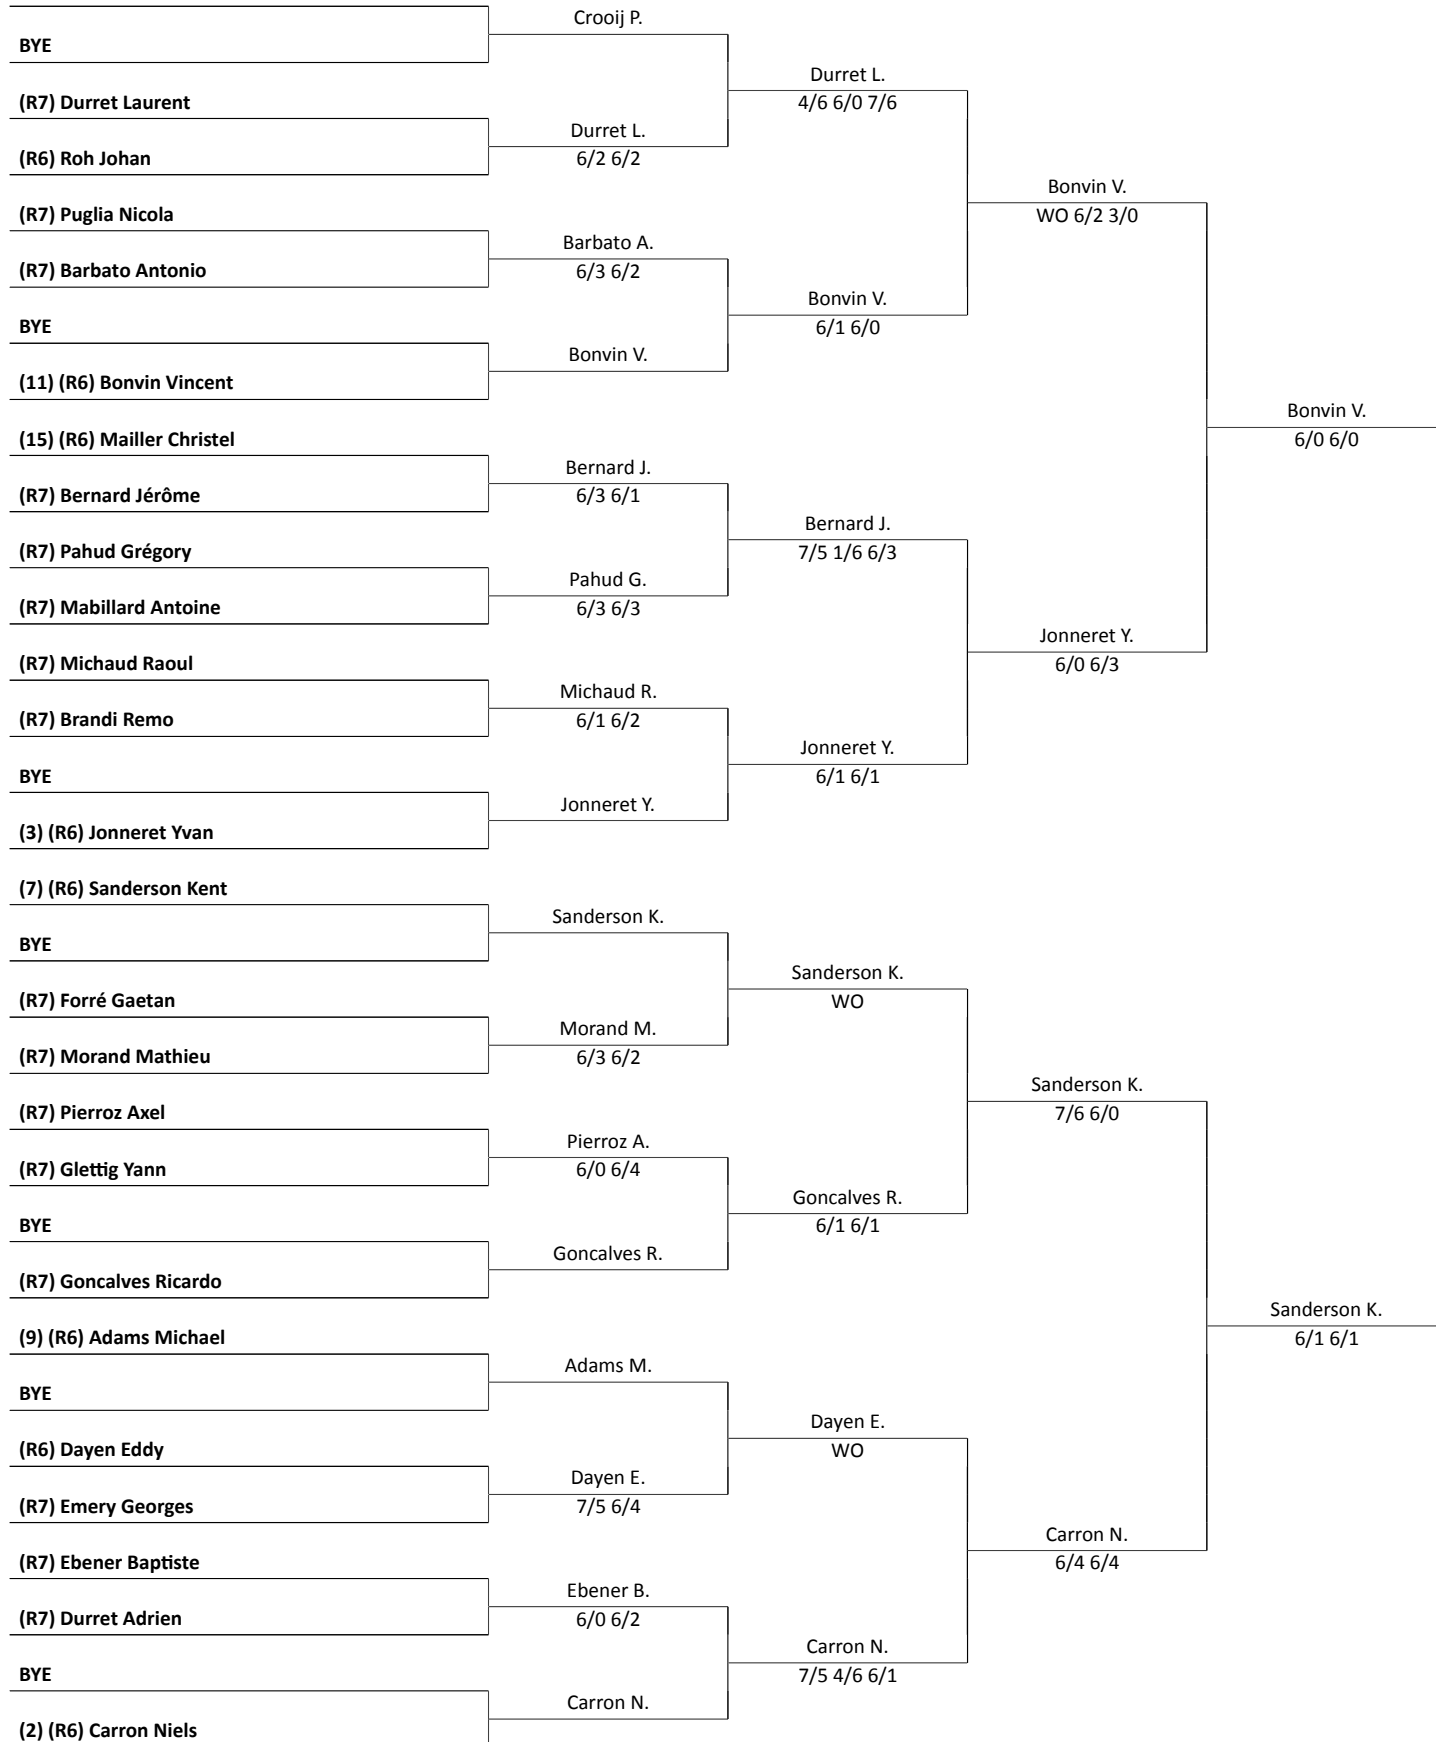 Crooij P.
BYE
Durret L.
(R7) Durret Laurent
4/6 6/0 7/6
Durret L.
(R6) Roh Johan
6/2 6/2
Bonvin V.
(R7) Puglia Nicola
WO 6/2 3/0
Barbato A.
(R7) Barbato Antonio
6/3 6/2
Bonvin V.
BYE
6/1 6/0
Bonvin V.
(11) (R6) Bonvin Vincent
Bonvin V.
(15) (R6) Mailler Christel
6/0 6/0
Bernard J.
(R7) Bernard Jérôme
6/3 6/1
Bernard J.
(R7) Pahud Grégory
7/5 1/6 6/3
Pahud G.
(R7) Mabillard Antoine
6/3 6/3
Jonneret Y.
(R7) Michaud Raoul
6/0 6/3
Michaud R.
(R7) Brandi Remo
6/1 6/2
Jonneret Y.
BYE
6/1 6/1
Jonneret Y.
(3) (R6) Jonneret Yvan
(7) (R6) Sanderson Kent
Sanderson K.
BYE
Sanderson K.
(R7) Forré Gaetan
WO
Morand M.
(R7) Morand Mathieu
6/3 6/2
Sanderson K.
(R7) Pierroz Axel
7/6 6/0
Pierroz A.
(R7) Glettig Yann
6/0 6/4
Goncalves R.
BYE
6/1 6/1
Goncalves R.
(R7) Goncalves Ricardo
Sanderson K.
(9) (R6) Adams Michael
6/1 6/1
Adams M.
BYE
Dayen E.
(R6) Dayen Eddy
WO
Dayen E.
(R7) Emery Georges
7/5 6/4
Carron N.
(R7) Ebener Baptiste
6/4 6/4
Ebener B.
(R7) Durret Adrien
6/0 6/2
Carron N.
BYE
7/5 4/6 6/1
Carron N.
(2) (R6) Carron Niels